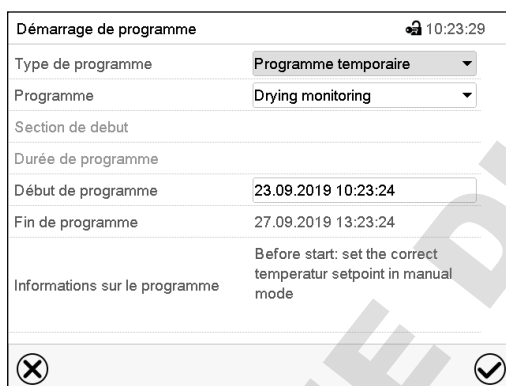 Démarrage de programme 10:23:29
Type de programme Programme temporaire
Programme Drying monitoring
Section de debut
Durée de programme
Début de programme 23.09.2019 10:23:24
Fin de programme 27.09.2019 13:23:24
Informations sur le programme Before start: set the correct
temperatur setpoint in manual
mode